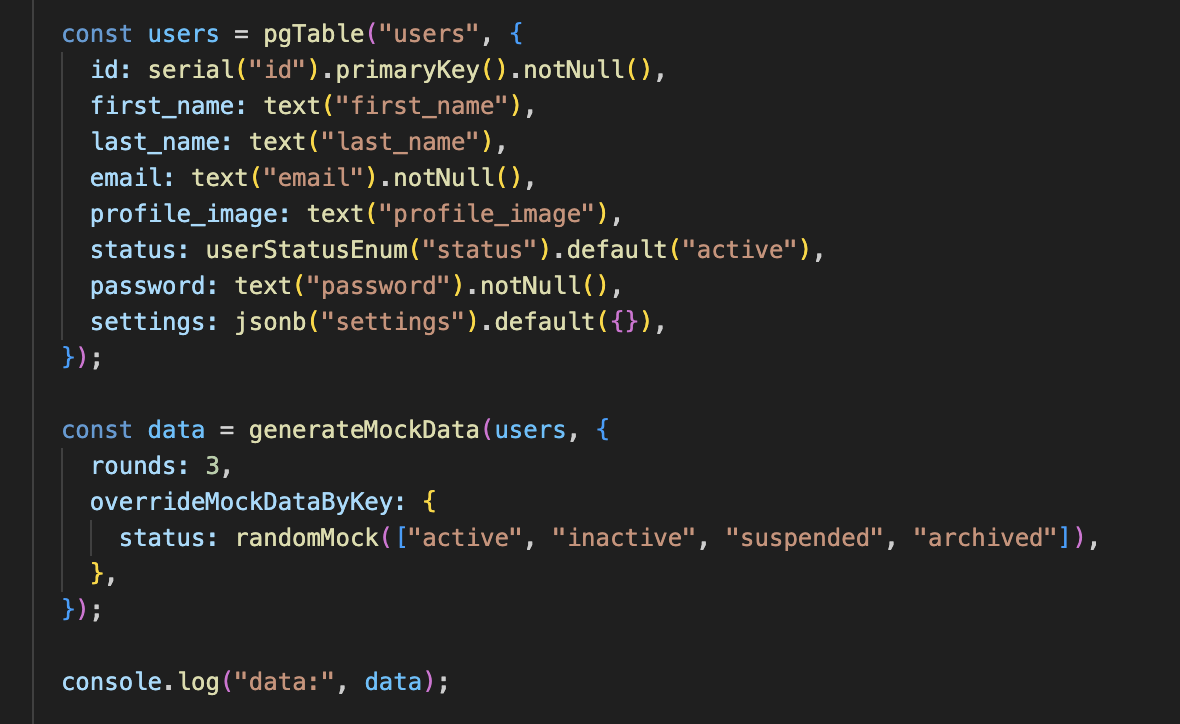 const users = pgTable("users", {
  id: serial("id").primaryKey().notNull(),
  first_name: text("first_name"),
  last_name: text("last_name"),
  email: text("email").notNull(),
  profile_image: text("profile_image"),
  status: userStatusEnum("status").default("active"),
  password: text("password").notNull(),
  settings: jsonb("settings").default({}),
});

const data = generateMockData(users, {
  rounds: 3,
  overrideMockDataByKey: {
    status: randomMock(["active", "inactive", "suspended", "archived"]),
  },
});

console.log("data:", data);